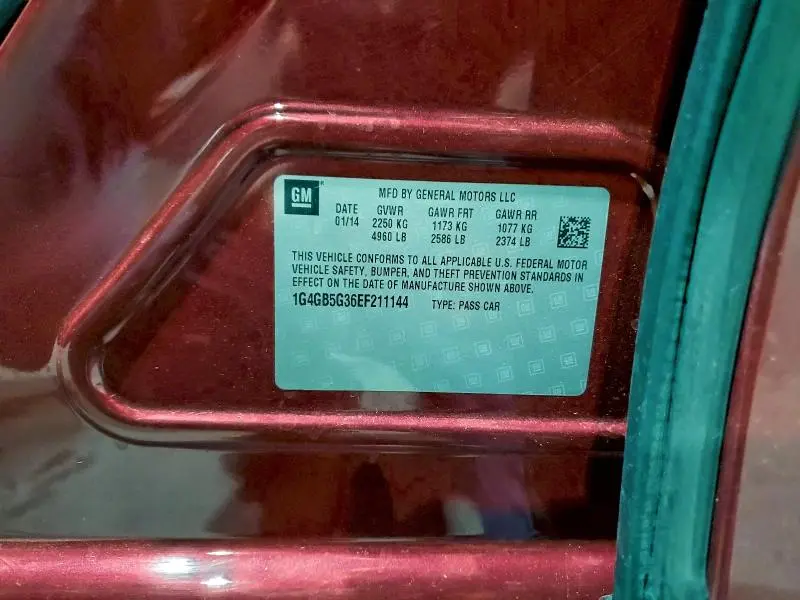 GM
MFD BY GENERAL MOTORS LLC
DATE GVWR GAWR FRT GAWR RR
01/14 2250 KG 1173 KG 1077 KG
4960 LB 2586 LB 2374 LB
THIS VEHICLE CONFORMS TO ALL APPLICABLE U.S. FEDERAL MOTOR
VEHICLE SAFETY, BUMPER, AND THEFT PREVENTION STANDARDS IN
EFFECT ON THE DATE OF MANUFACTURE SHOWN ABOVE.
1G4GB5G36EF211144 TYPE: PASS CAR